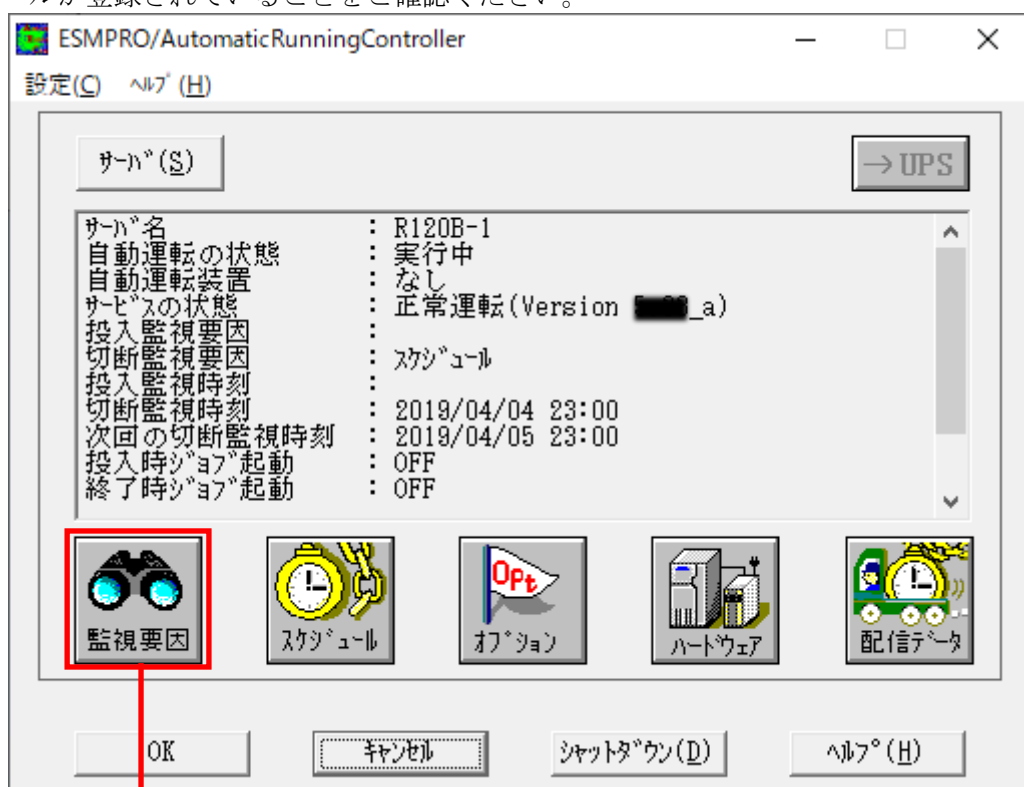 ールが登録されていることをご確認ください。
ESMPRO/AutomaticRunningController
設定(C) ﾍﾙﾌﾟ(H)
ｻｰﾊﾞ(S)
→UPS
ｻｰﾊﾞ名 : R120B-1
自動運転の状態 : 実行中
自動運転装置 : なし
ｻｰﾋﾞｽの状態 : 正常運転(Version _a)
投入監視要因 :
切断監視要因 : ｽｹｼﾞｭｰﾙ
投入監視時刻 :
切断監視時刻 : 2019/04/04 23:00
次回の切断監視時刻 : 2019/04/05 23:00
投入時ｼﾞｮﾌﾞ起動 : OFF
終了時ｼﾞｮﾌﾞ起動 : OFF
Opt
監視要因 ｽｹｼﾞｭｰﾙ ｵﾌﾟｼｮﾝ ﾊｰﾄﾞｳｪｱ 配信ﾃﾞｰﾀ
OK ｷｬﾝｾﾙ ｼｬｯﾄﾀﾞｳﾝ(D) ﾍﾙﾌﾟ(H)